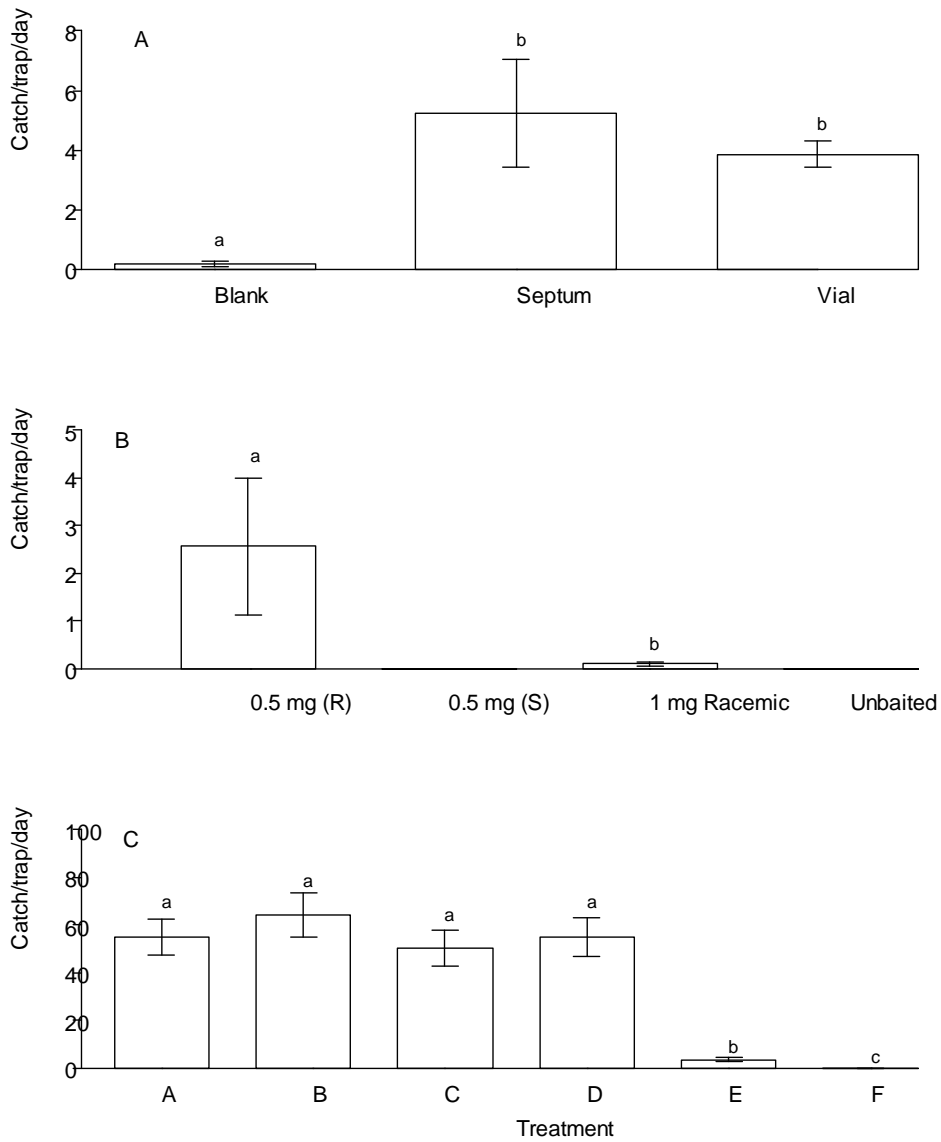 A
Catch/trap/day
8
6
4
2
0
a
b
b
Blank Septum Vial
B
Catch/trap/day
5
4
3
2
1
0
a
b
0.5 mg (R) 0.5 mg (S) 1 mg Racemic Unbaited
C
Catch/trap/day
100
80
60
40
20
0
a
a
a
a
b
c
A B C D E F
Treatment